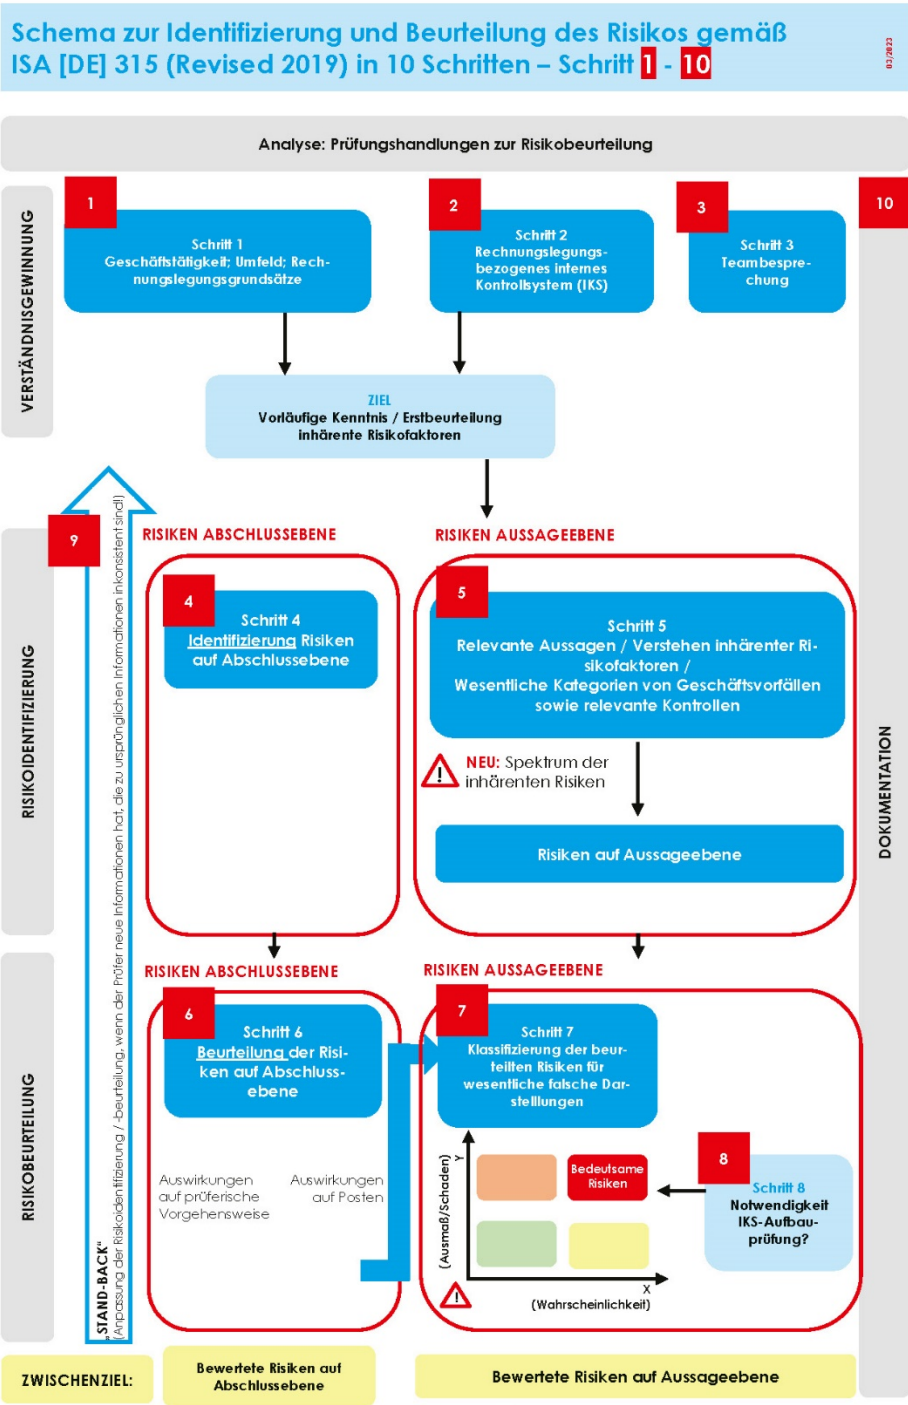 Schema zur Identifizierung und Beurteilung des Risikos gemäß
ISA [DE] 315 (Revised 2019) in 10 Schritten – Schritt 1 - 10
03/2023
Analyse: Prüfungshandlungen zur Risikobeurteilung
VERSTÄNDNISGEWINNUNG
1
Schritt 1
Geschäftstätigkeit; Umfeld; Rech-
nungslegungsgrundsätze
2
Schritt 2
Rechnungslegungs-
bezogenes internes
Kontrollsystem (IKS)
3
Schritt 3
Teambespre-
chung
10
DOKUMENTATION
ZIEL
Vorläufige Kenntnis / Erstbeurteilung
inhärente Risikofaktoren
RISIKOIDENTIFIZIERUNG
9
„STAND-BACK“
(Anpassung der Risikoidentifizierung / -beurteilung, wenn der Prüfer neue Informationen hat, die zu ursprünglichen Informationen inkonsistent sind!)
RISIKEN ABSCHLUSSEBENE
4
Schritt 4
Identifizierung Risiken
auf Abschlussebene
RISIKEN AUSSAGEEBENE
5
Schritt 5
Relevante Aussagen / Verstehen inhärenter Ri-
sikofaktoren /
Wesentliche Kategorien von Geschäftsvorfällen
sowie relevante Kontrollen
! NEU: Spektrum der
inhärenten Risiken
Risiken auf Aussageebene
RISIKOBEURTEILUNG
RISIKEN ABSCHLUSSEBENE
6
Schritt 6
Beurteilung der Risi-
ken auf Abschluss-
ebene
Auswirkungen
auf prüferische
Vorgehensweise
Auswirkungen
auf Posten
RISIKEN AUSSAGEEBENE
7
Schritt 7
Klassifizierung der beur-
teilten Risiken für
wesentliche falsche Dar-
stelllungen
Y
(Ausmaß/Schaden)
Bedeutsame
Risiken
8
Schritt 8
Notwendigkeit
IKS-Aufbau-
prüfung?
!
X
(Wahrscheinlichkeit)
ZWISCHENZIEL:
Bewertete Risiken auf
Abschlussebene
Bewertete Risiken auf Aussageebene